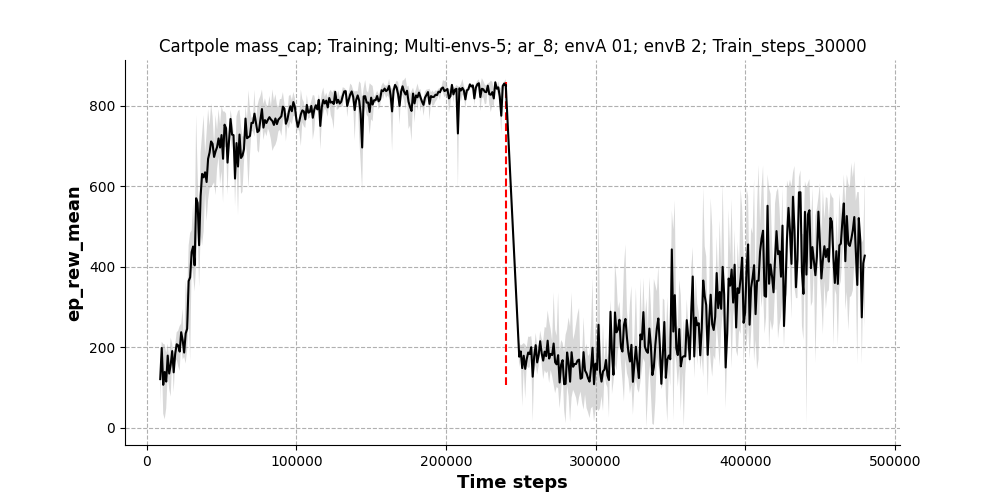 Cartpole mass_cap; Training; Multi-envs-5; ar_8; envA 01; envB 2; Train_steps_30000
ep_rew_mean
800
600
400
200
0
0 100000 200000 300000 400000 500000
Time steps